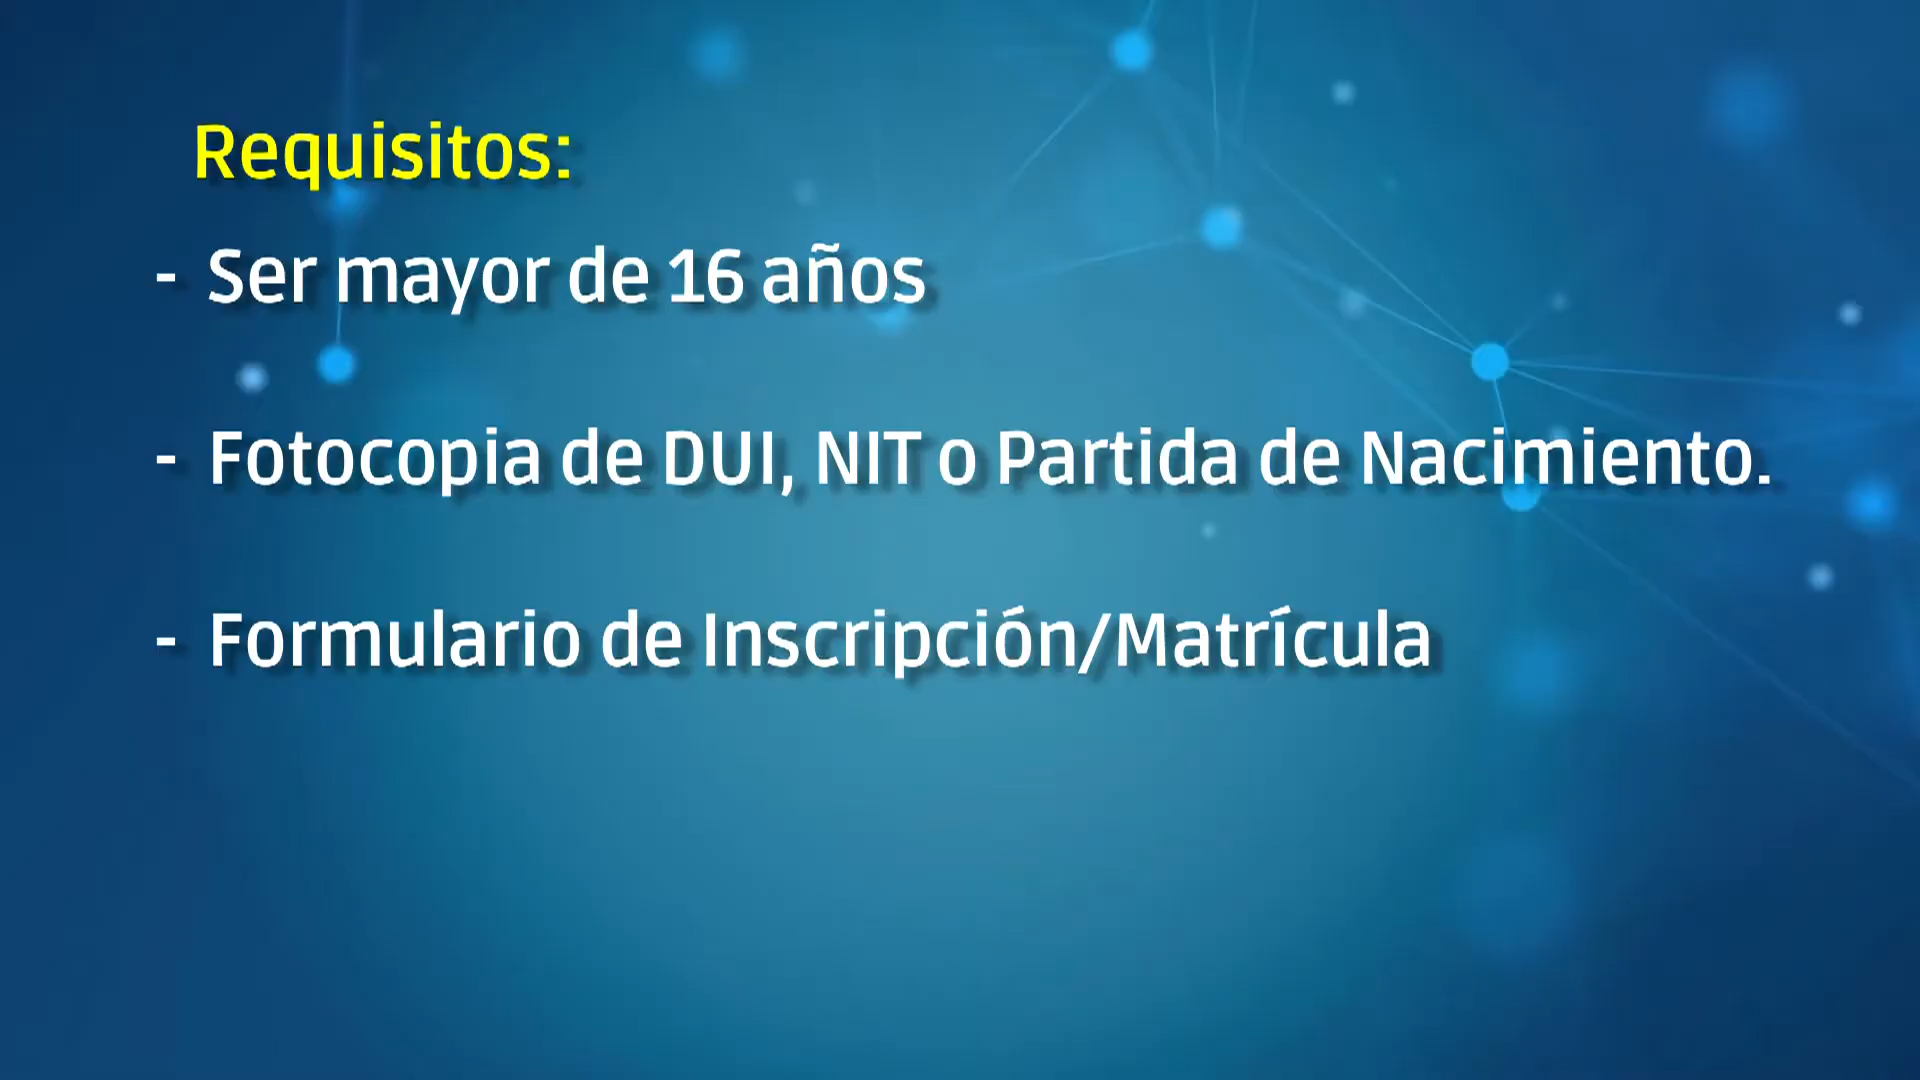 Requisitos:
- Ser mayor de 16 años
- Fotocopia de DUI, NIT o Partida de Nacimiento.
- Formulario de Inscripción/Matrícula